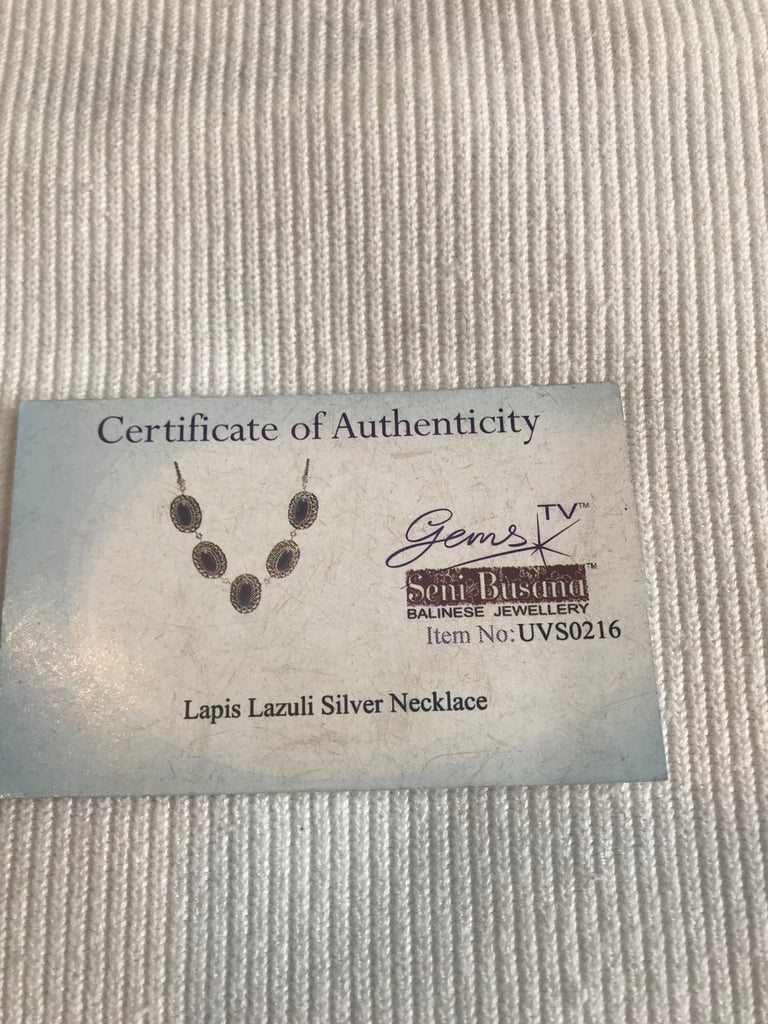 Certificate of Authenticity
Gems TV™
Seni Busana™
BALINESE JEWELLERY
Item No:UVS0216
Lapis Lazuli Silver Necklace